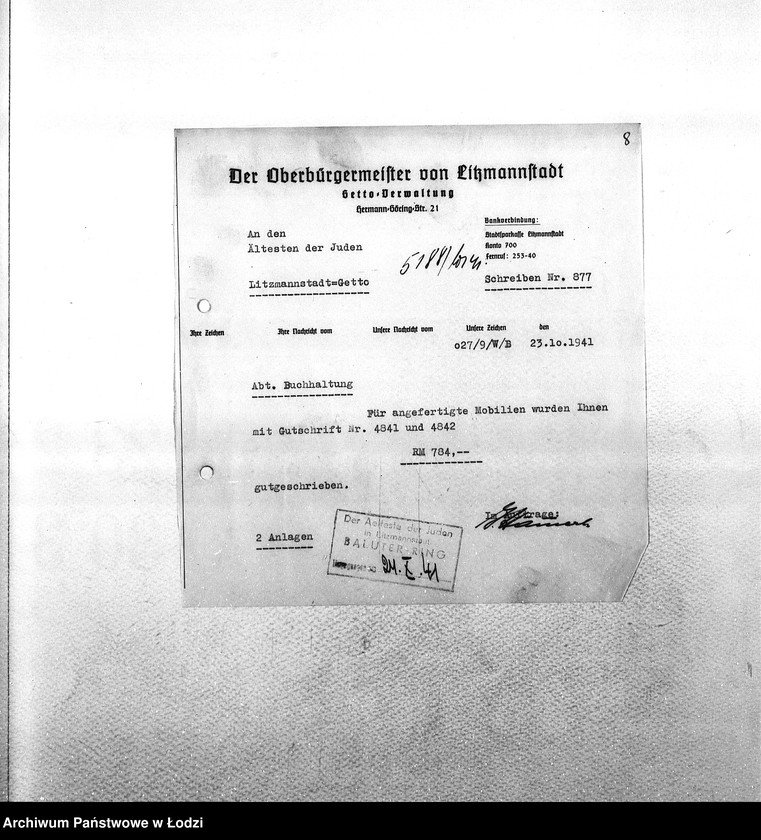 8
Der Oberbürgermeister von Litzmannstadt
Getto-Verwaltung
Hermann-Göring-Str. 21
Bankverbindung:
Stadtsparkasse Litzmannstadt
Konto 700
Fernruf: 253-40
An den
Ältesten der Juden
Litzmannstadt=Getto
5188
Schreiben Nr. 877
Ihre Zeichen Ihre Nachricht vom Unsere Nachricht vom Unsere Zeichen den
o27/9/W/B 23.1o.1941
Abt. Buchhaltung
Für angefertigte Mobilien wurden Ihnen
mit Gutschrift Nr. 4841 und 4842
RM 784,--
gutgeschrieben.
Im Auftrage:
2 Anlagen
Der Aelteste der Juden
in Litzmannstadt
BALUTER-RING
Archiwum Państwowe w Łodzi